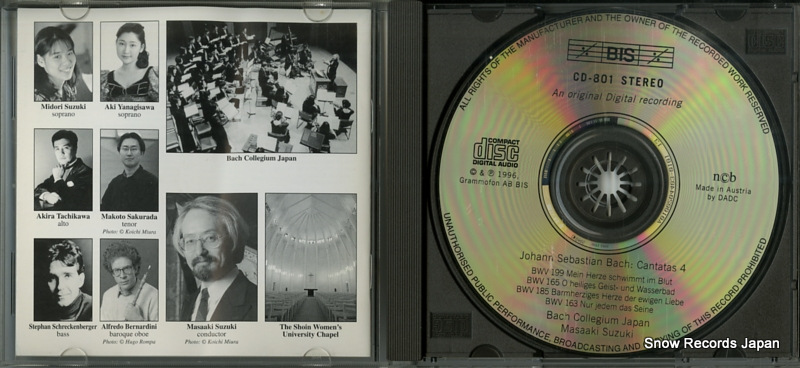 Midori Suzuki
soprano
Aki Yanagisawa
soprano
Bach Collegium Japan
Akira Tachikawa
alto
Makoto Sakurada
tenor
Photo: © Koichi Miura
Stephan Schreckenberger
bass
Alfredo Bernardini
baroque oboe
Photo: © Hugo Rompa
Masaaki Suzuki
conductor
Photo: © Koichi Miura
The Shoin Women's
University Chapel
ALL RIGHTS OF THE MANUFACTURER AND THE OWNER OF THE RECORDED WORK RESERVED
BIS
CD-801 STEREO
An original Digital recording
COMPACT
disc
DIGITAL AUDIO
© & ℗ 1996,
Grammofon AB BIS
ncb
Made in Austria
by DADC
Johann Sebastian Bach: Cantatas 4
BWV 199 Mein Herze schwimmt im Blut
BWV 165 O heiliges Geist- und Wasserbad
BWV 185 Barmherziges Herze der ewigen Liebe
BWV 163 Nur jedem das Seine
Bach Collegium Japan
Masaaki Suzuki
UNAUTHORISED PUBLIC PERFORMANCE, BROADCASTING AND COPYING OF THIS RECORD PROHIBITED
Snow Records Japan